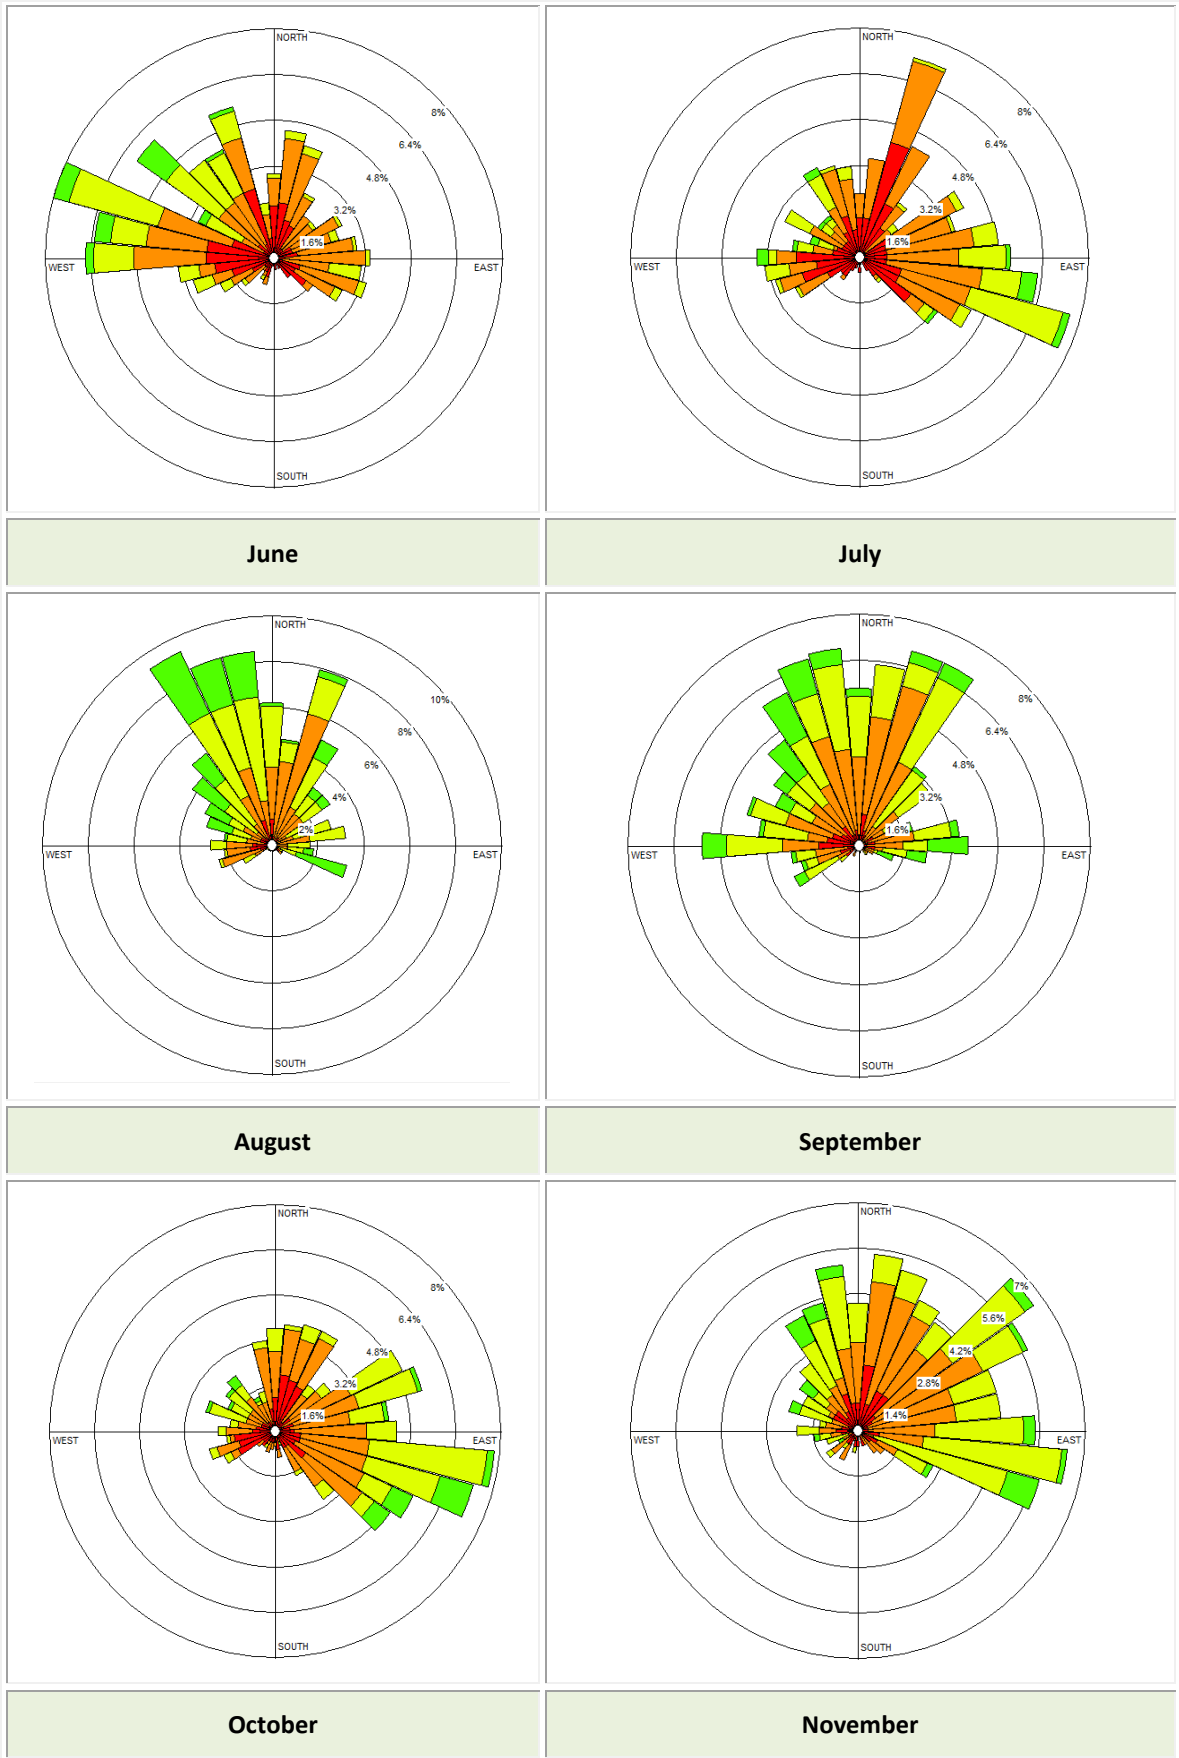 NORTH
8%
6.4%
4.8%
3.2%
1.6%
WEST
EAST
SOUTH
June
NORTH
8%
6.4%
4.8%
3.2%
1.6%
WEST
EAST
SOUTH
July
NORTH
10%
8%
6%
4%
2%
WEST
EAST
SOUTH
August
NORTH
8%
6.4%
4.8%
3.2%
1.6%
WEST
EAST
SOUTH
September
NORTH
8%
6.4%
4.8%
3.2%
1.6%
WEST
EAST
SOUTH
October
NORTH
7%
5.6%
4.2%
2.8%
1.4%
WEST
EAST
SOUTH
November